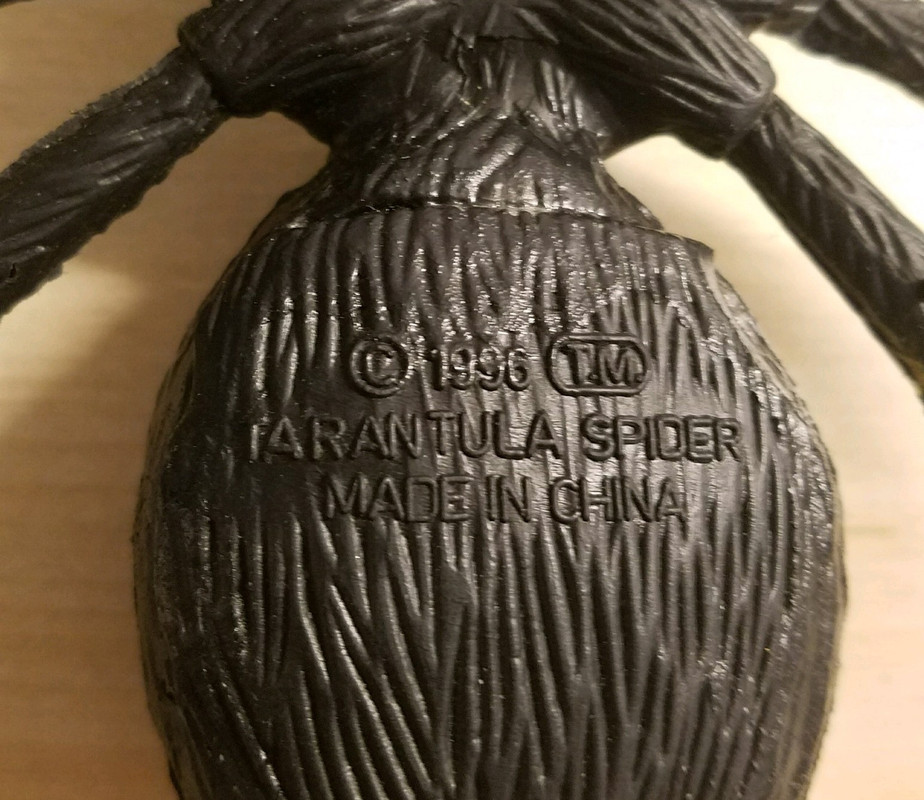 © 1996 T.M.
TARANTULA SPIDER
MADE IN CHINA